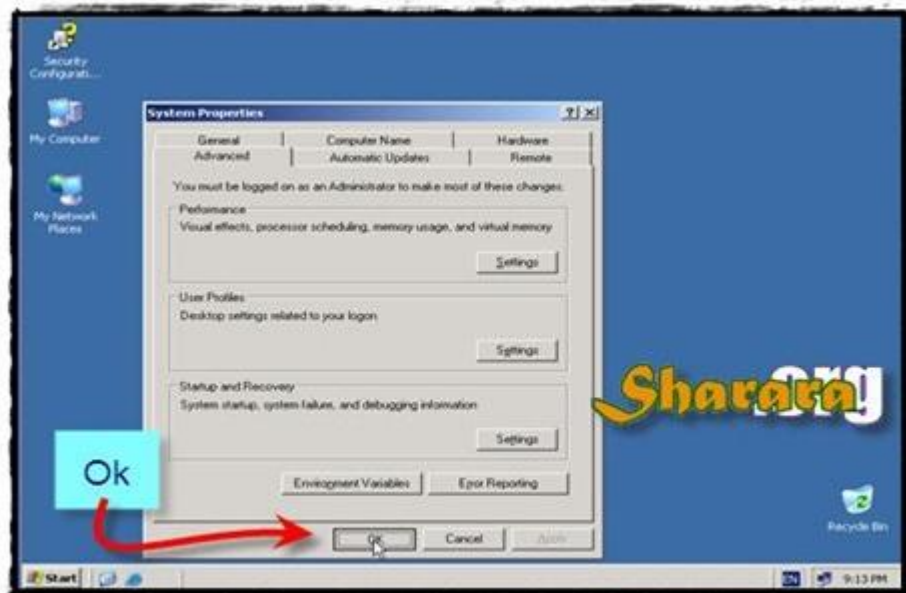 Security
Configurati...
My Computer
My Network
Places
System Properties
General
Computer Name
Hardware
Advanced
Automatic Updates
Remote
You must be logged on as an Administrator to make most of these changes.
Performance
Visual effects, processor scheduling, memory usage, and virtual memory
Settings
User Profiles
Desktop settings related to your logon
Settings
Startup and Recovery
System startup, system failure, and debugging information
Settings
Environment Variables
Error Reporting
OK
Cancel
Apply
Ok
Sharara.org
Recycle Bin
Start
EN
9:13 PM